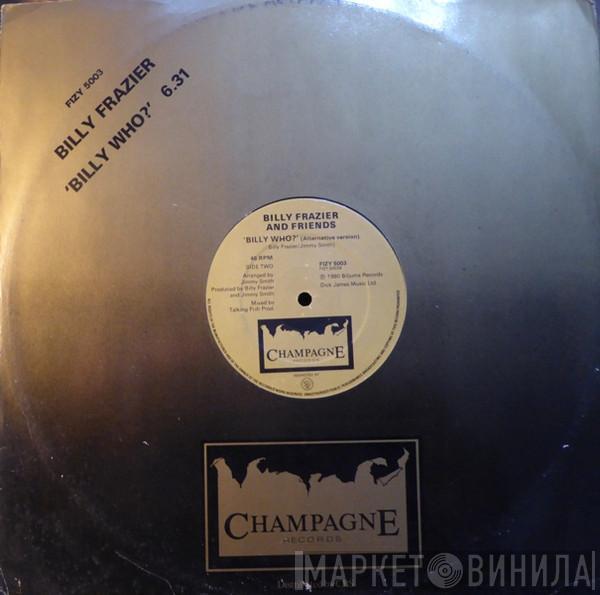 FIZY 5003
BILLY FRAZIER
'BILLY WHO?' 6.31
BILLY FRAZIER
AND FRIENDS
'BILLY WHO?' (Alternative version)
Billy Frazier/Jimmy Smith)
45 RPM
SIDE TWO
Arranged by
Jimmy Smith
Produced by Billy Frazier
and Jimmy Smith
Mixed by
Talking Fish Prod.
FIZY 5003
℗ 1980 Biljuma Records
Dick James Music Ltd.
CHAMPAGNE
RECORDS
CHAMPAGNE
RECORDS
МАРКЕТ ВИНИЛА